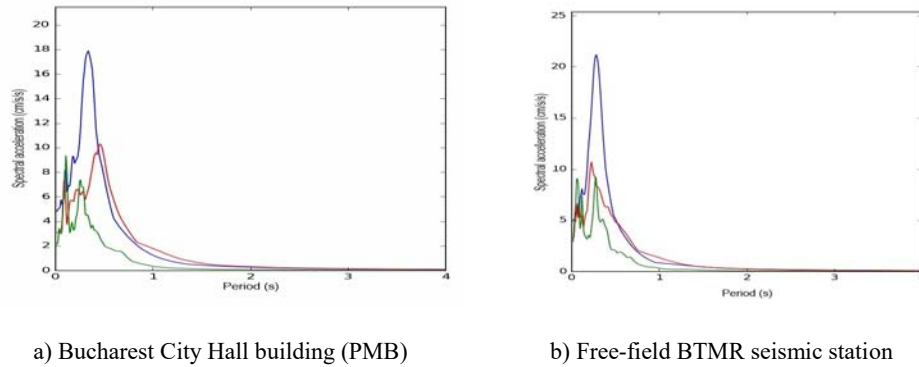 20
18
16
14
12
10
8
6
4
2
0
Spectral acceleration (cm/s/s)
0 1 2 3 4
Period (s)
25
20
15
10
5
0
Spectral acceleration (cm/s/s)
0 1 2 3
Period (s)
a) Bucharest City Hall building (PMB)
b) Free-field BTMR seismic station